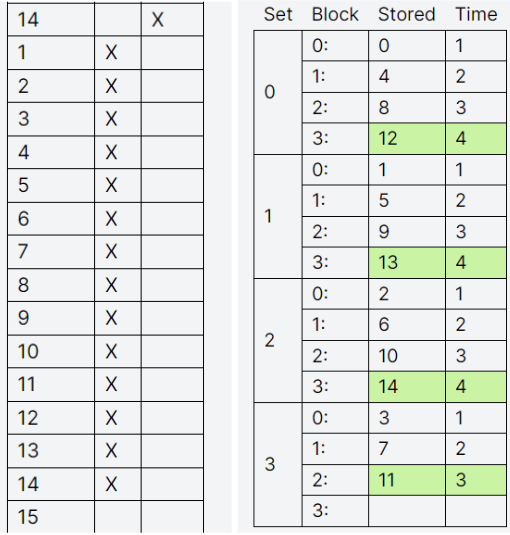 14 X
1 X
2 X
3 X
4 X
5 X
6 X
7 X
8 X
9 X
10 X
11 X
12 X
13 X
14 X
15
Set Block Stored Time
0
0: 0 1
1: 4 2
2: 8 3
3: 12 4
1
0: 1 1
1: 5 2
2: 9 3
3: 13 4
2
0: 2 1
1: 6 2
2: 10 3
3: 14 4
3
0: 3 1
1: 7 2
2: 11 3
3: